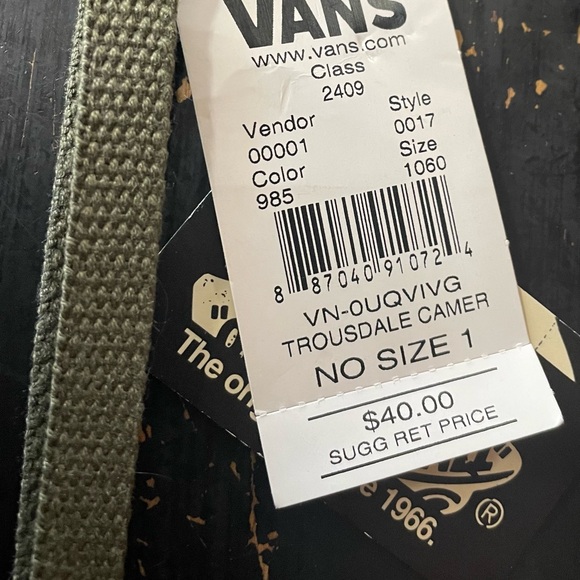 VANS
www.vans.com
Class
2409
Vendor Style
00001 0017
Color Size
985 1060
8 87040 91072 4
VN-0UQVIVG
TROUSDALE CAMER
NO SIZE 1
$40.00
SUGG RET PRICE
The
1966.
®